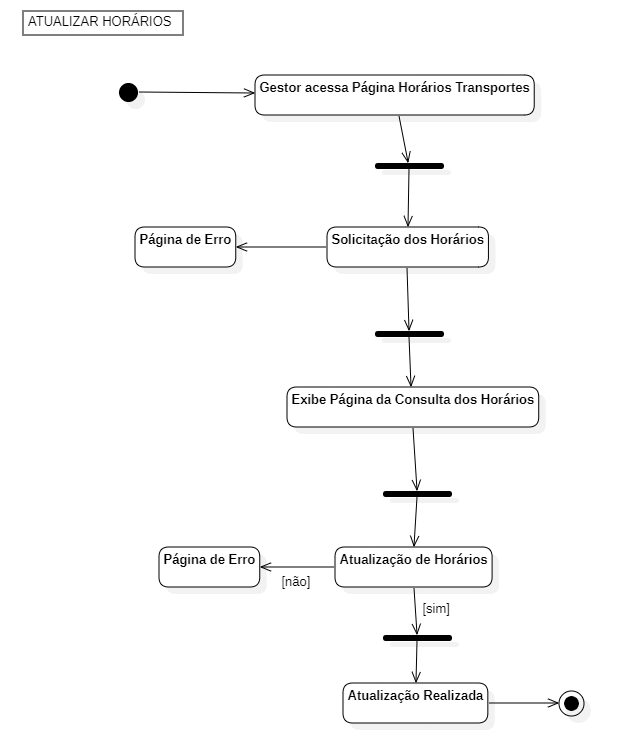 ATUALIZAR HORÁRIOS
Gestor acessa Página Horários Transportes
Página de Erro
Solicitação dos Horários
Exibe Página da Consulta dos Horários
Página de Erro
Atualização de Horários
[não]
[sim]
Atualização Realizada